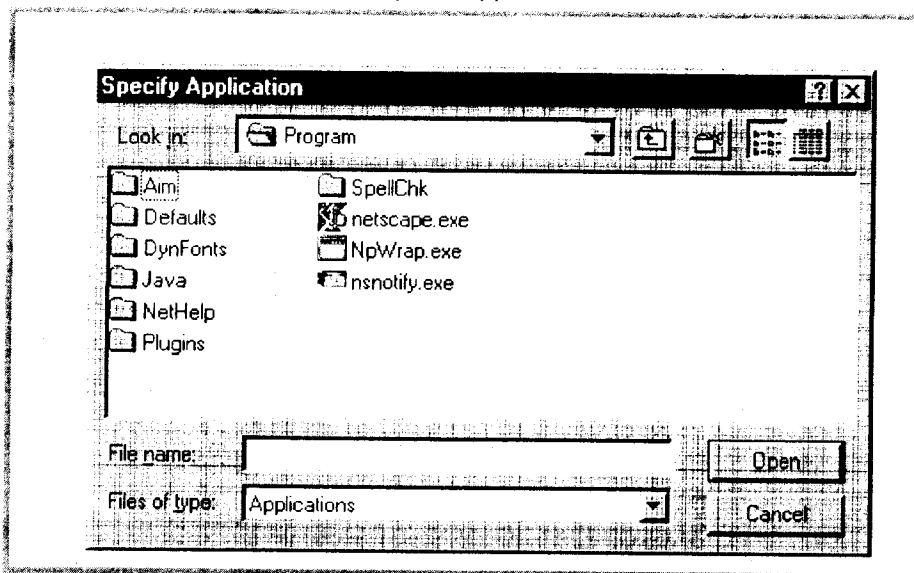 Specify Application
Look in: Program
Aim
Defaults
DynFonts
Java
NetHelp
Plugins
SpellChk
netscape.exe
NpWrap.exe
nsnotify.exe
File name:
Open
Files of type: Applications
Cancel